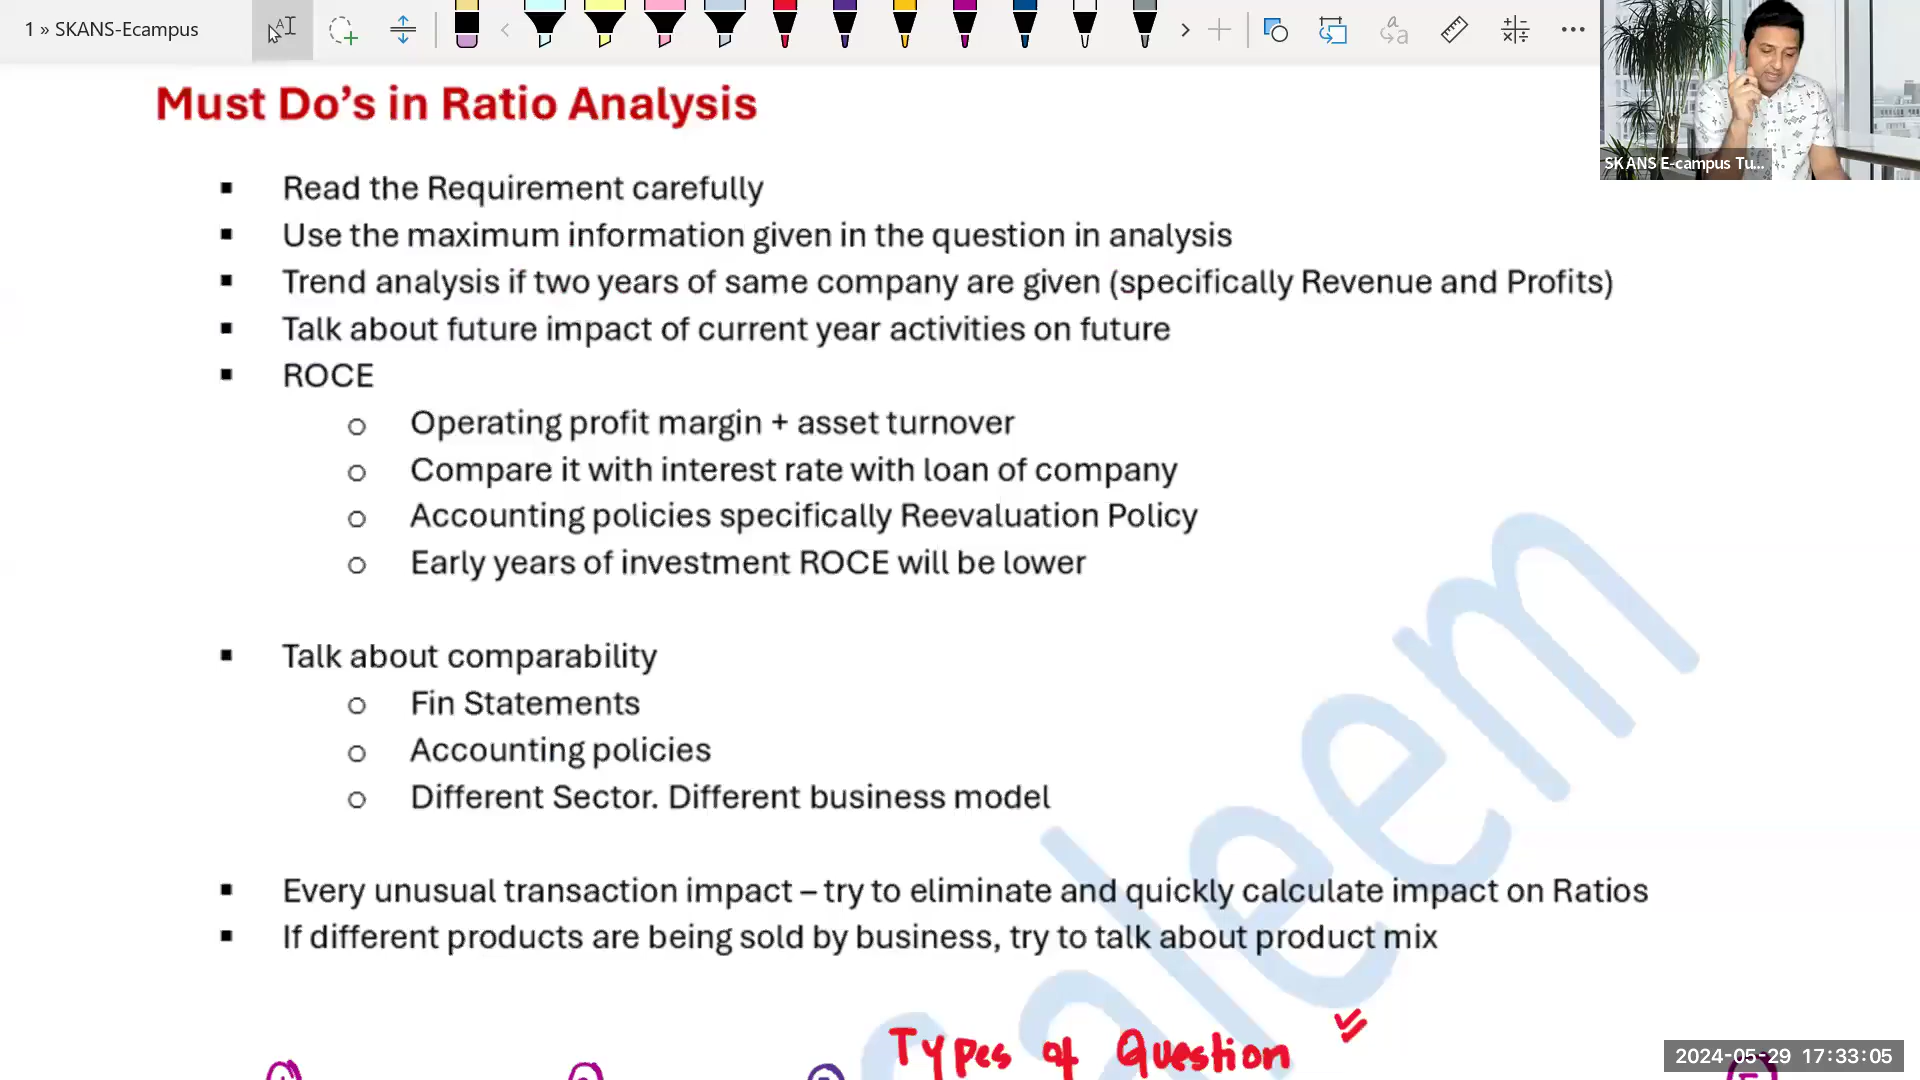 1 » SKANS-Ecampus
SKANS E-campus Tu...
Must Do’s in Ratio Analysis
Read the Requirement carefully
Use the maximum information given in the question in analysis
Trend analysis if two years of same company are given (specifically Revenue and Profits)
Talk about future impact of current year activities on future
ROCE
Operating profit margin + asset turnover
Compare it with interest rate with loan of company
Accounting policies specifically Reevaluation Policy
Early years of investment ROCE will be lower
Talk about comparability
Fin Statements
Accounting policies
Different Sector. Different business model
Every unusual transaction impact – try to eliminate and quickly calculate impact on Ratios
If different products are being sold by business, try to talk about product mix
Types of Question
2024-05-29 17:33:05